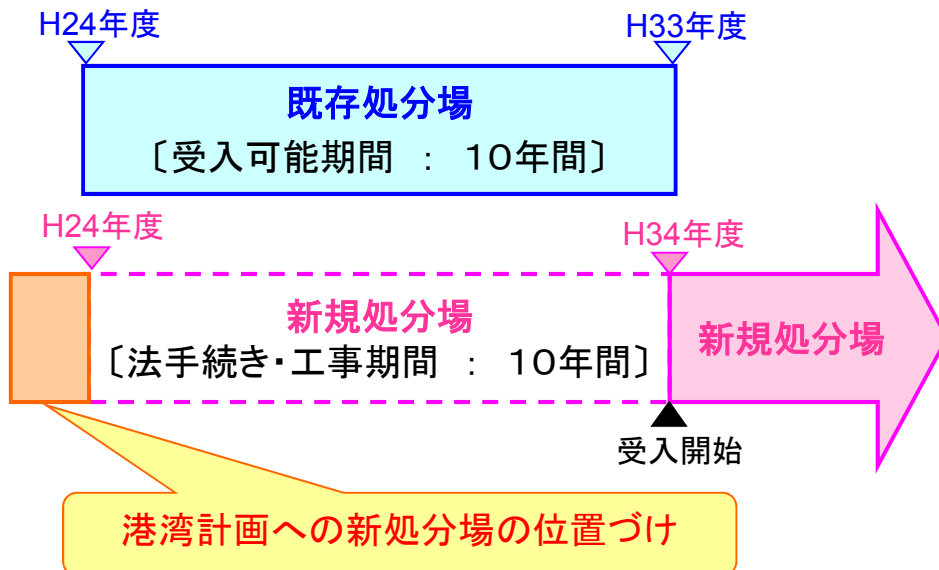 H24年度
H33年度
既存処分場
〔受入可能期間 : 10年間〕
H24年度
H34年度
新規処分場
〔法手続き・工事期間 : 10年間〕
新規処分場
受入開始
港湾計画への新処分場の位置づけ